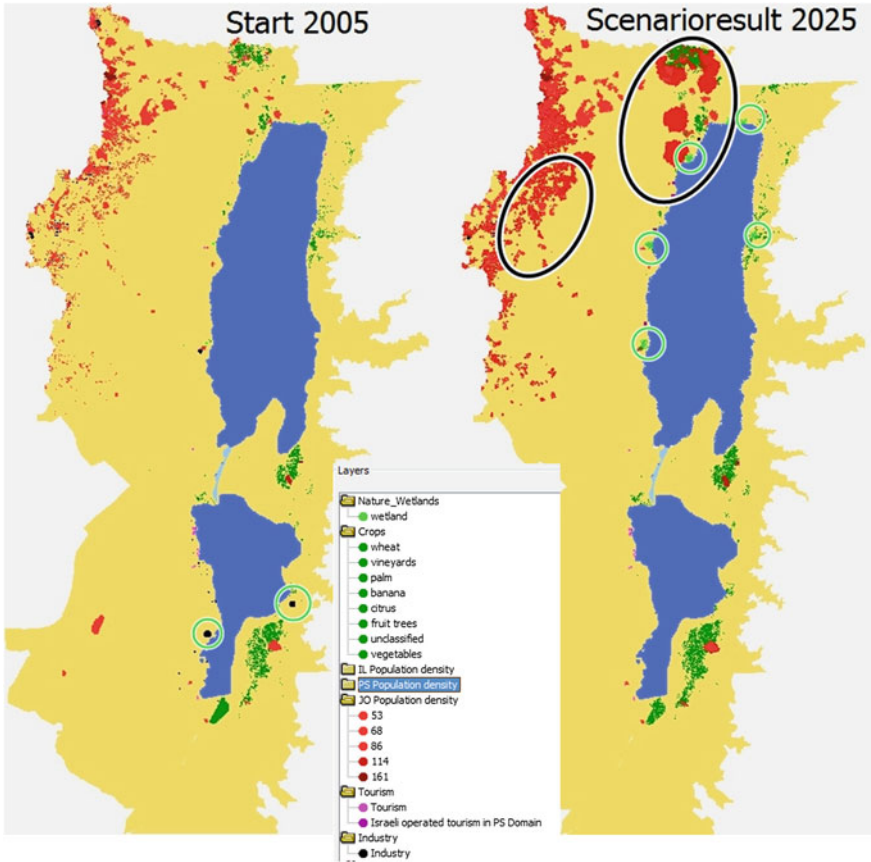 Start 2005
Scenarioresult 2025
Layers
Nature_Wetlands
wetland
Crops
wheat
vineyards
palm
banana
citrus
fruit trees
unclassified
vegetables
IL Population density
PS Population density
JO Population density
53
68
86
114
161
Tourism
Tourism
Israeli operated tourism in PS Domain
Industry
Industry